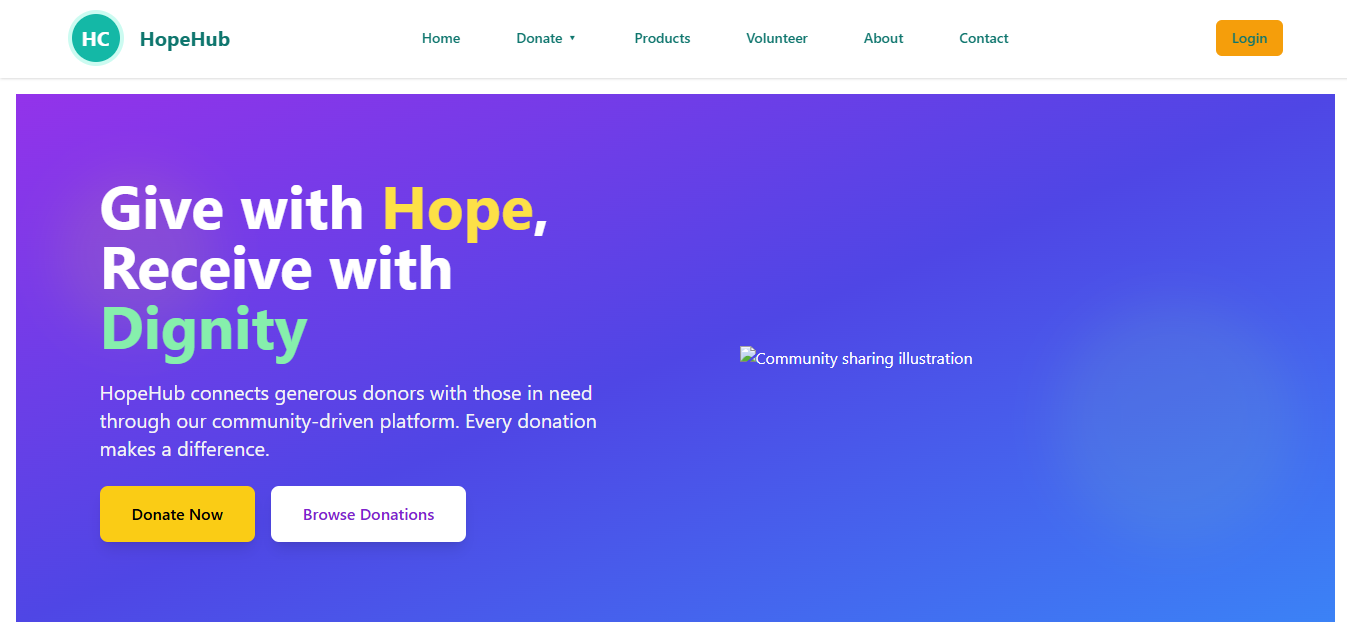 HC HopeHub Home Donate ▼ Products Volunteer About Contact Login
Give with Hope,
Receive with
Dignity
Community sharing illustration
HopeHub connects generous donors with those in need
through our community-driven platform. Every donation
makes a difference.
Donate Now Browse Donations